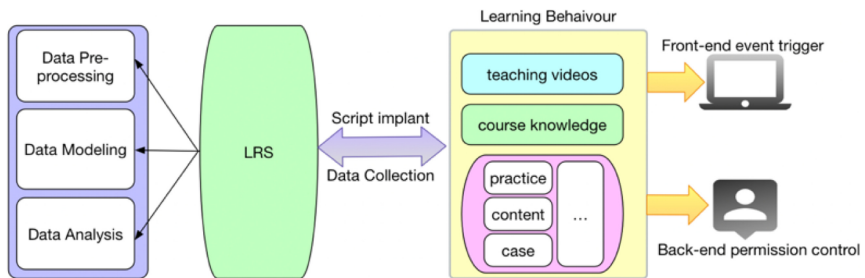 Learning Behaivour
Data Pre-
processing
Data Modeling
Data Analysis
LRS
Script implant
Data Collection
teaching videos
course knowledge
practice
content
case
...
Front-end event trigger
Back-end permission control